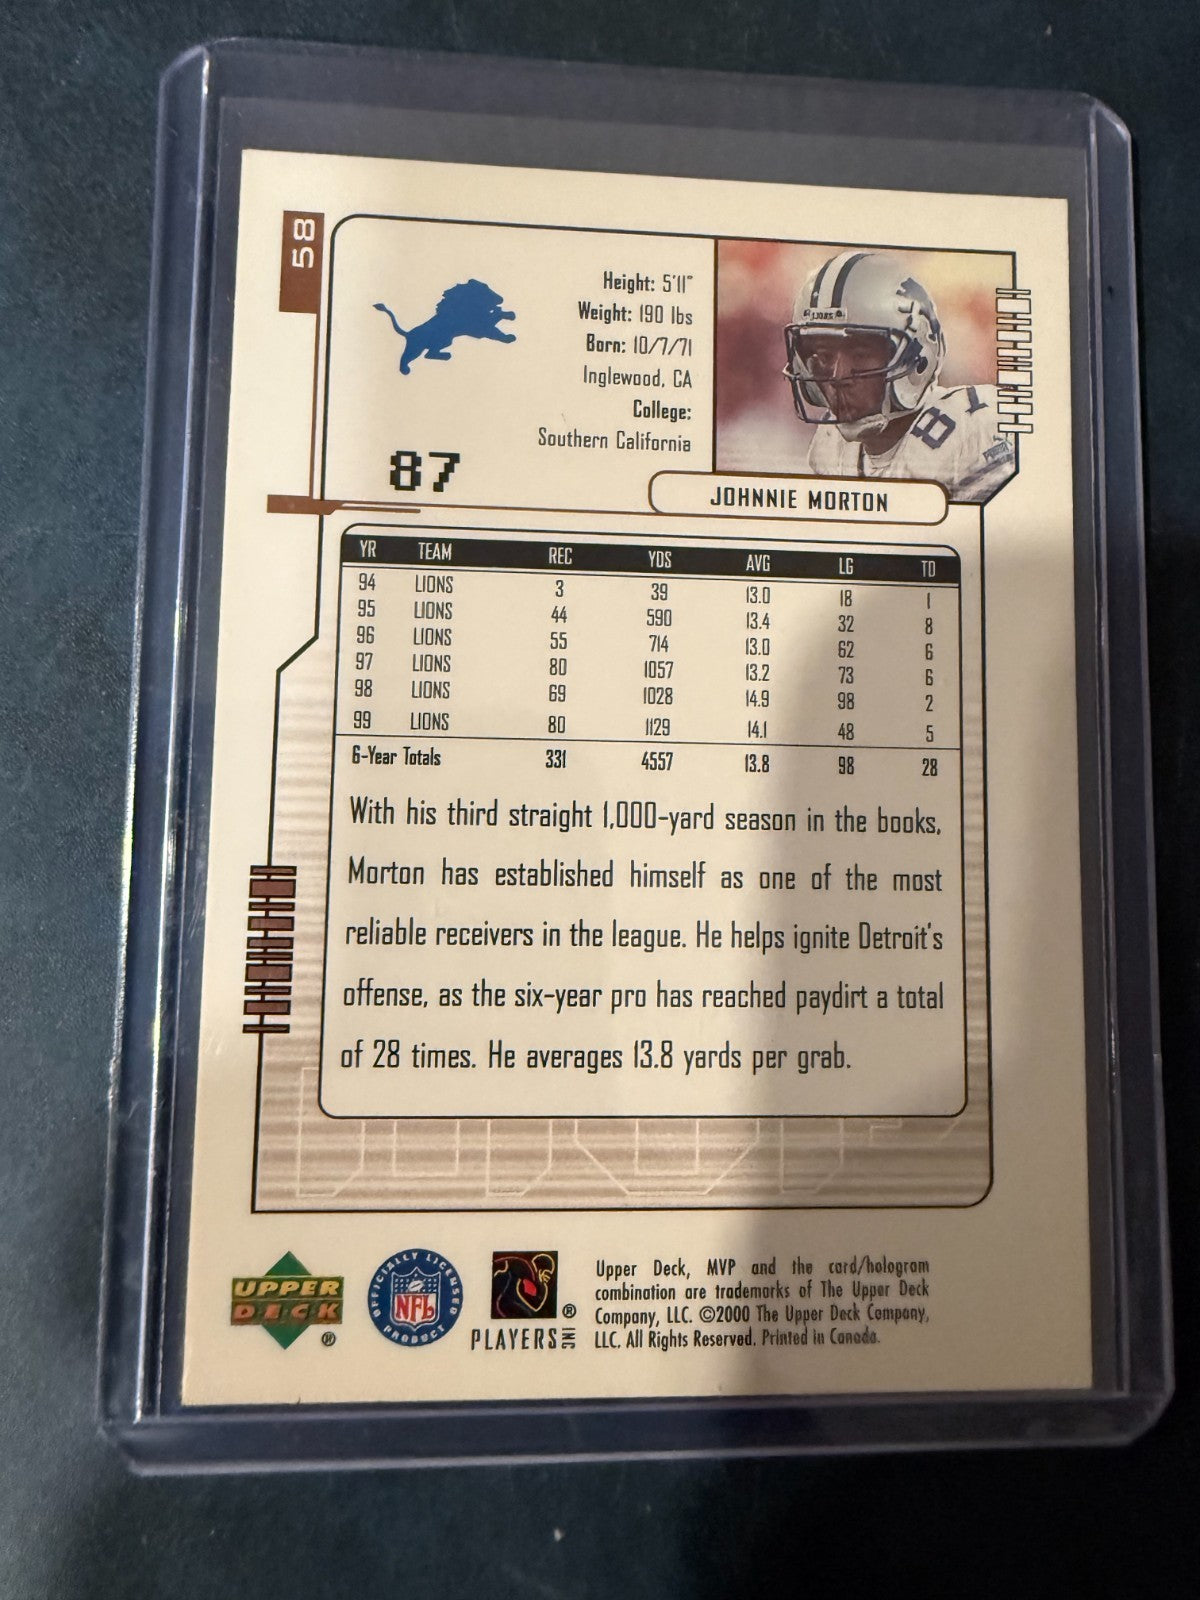 58
Height: 5'11"
Weight: 190 lbs
Born: 10/7/71
Inglewood, CA
College:
Southern California
LIONS
87
87
JOHNNIE MORTON
YR TEAM REC YDS AVG LG TD
94 LIONS 3 39 13.0 18 1
95 LIONS 44 590 13.4 32 8
96 LIONS 55 714 13.0 62 6
97 LIONS 80 1057 13.2 73 6
98 LIONS 69 1028 14.9 98 2
99 LIONS 80 1129 14.1 48 5
6-Year Totals 331 4557 13.8 98 28
With his third straight 1,000-yard season in the books,
Morton has established himself as one of the most
reliable receivers in the league. He helps ignite Detroit's
offense, as the six-year pro has reached paydirt a total
of 28 times. He averages 13.8 yards per grab.
UPPER
DECK
®
OFFICIALLY LICENSED
NFL
PRODUCT
®
PLAYERS INC
Upper Deck, MVP and the card/hologram
combination are trademarks of The Upper Deck
Company, LLC. ©2000 The Upper Deck Company,
LLC. All Rights Reserved. Printed in Canada.